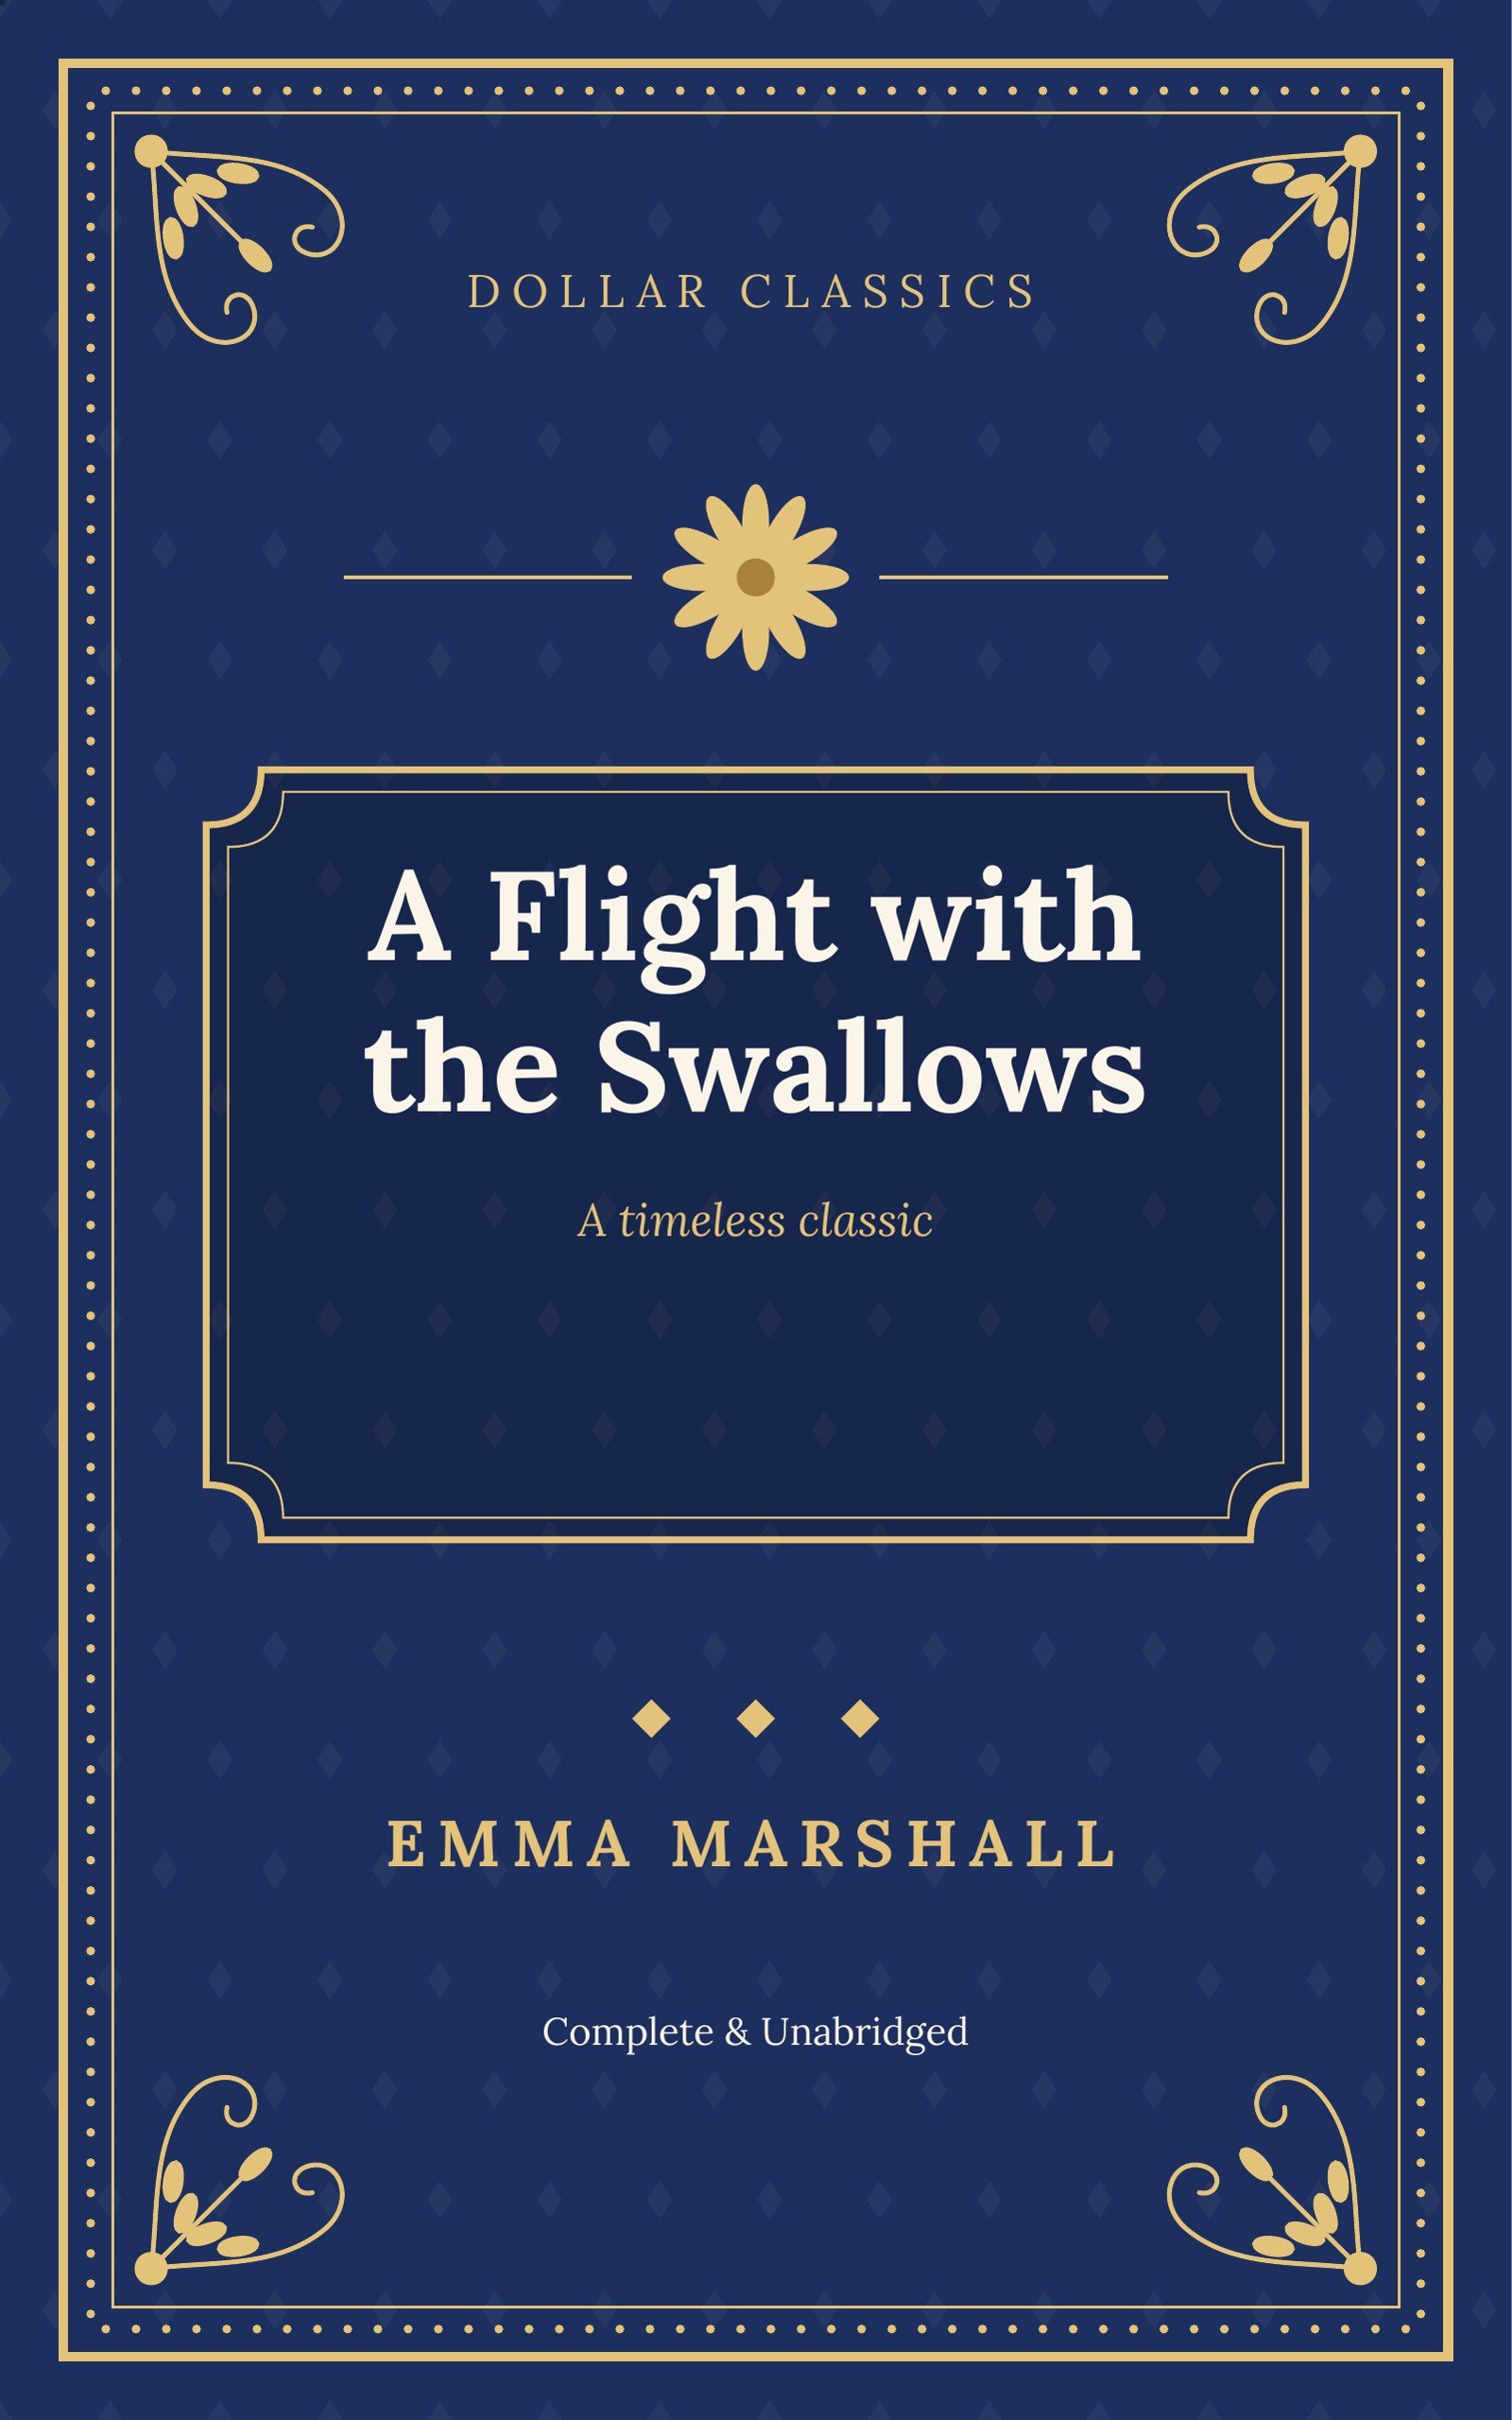 DOLLAR CLASSICS
A Flight with
the Swallows
A timeless classic
EMMA MARSHALL
Complete & Unabridged